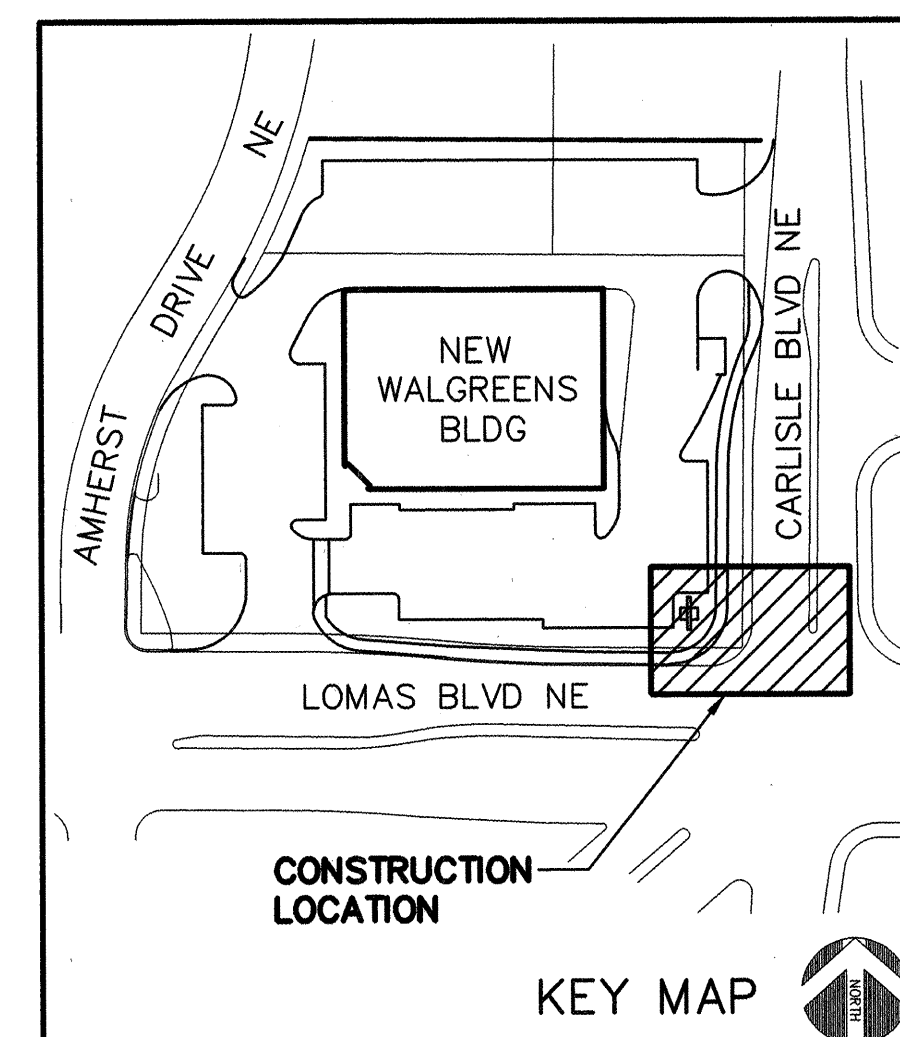 AMHERST DRIVE NE
NEW
WALGREENS
BLDG
CARLISLE BLVD NE
LOMAS BLVD NE
CONSTRUCTION
LOCATION
KEY MAP
NORTH